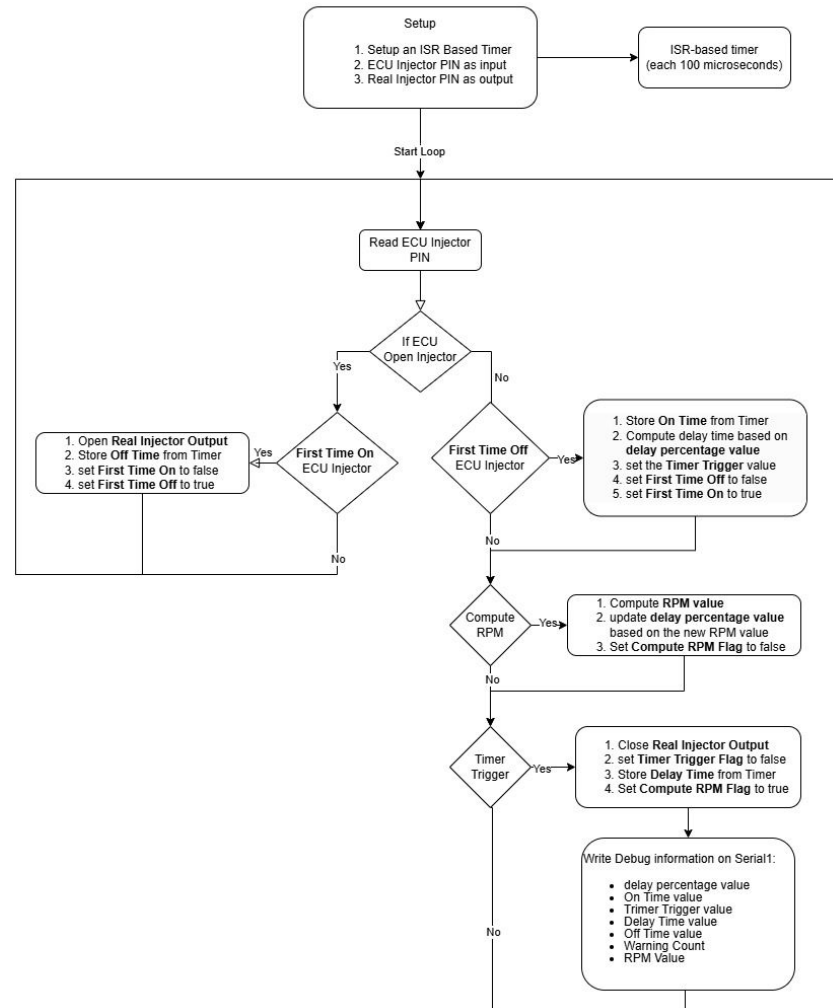 Setup
1. Setup an ISR Based Timer
2. ECU Injector PIN as input
3. Real Injector PIN as output
ISR-based timer
(each 100 microseconds)
Start Loop
Read ECU Injector
PIN
If ECU
Open Injector
Yes
No
First Time On
ECU Injector
Yes
1. Open Real Injector Output
2. Store Off Time from Timer
3. set First Time On to false
4. set First Time Off to true
No
First Time Off
ECU Injector
Yes
1. Store On Time from Timer
2. Compute delay time based on
delay percentage value
3. set the Timer Trigger value
4. set First Time Off to false
5. set First Time On to true
No
Compute
RPM
Yes
1. Compute RPM value
2. update delay percentage value
based on the new RPM value
3. Set Compute RPM Flag to false
No
Timer
Trigger
Yes
1. Close Real Injector Output
2. set Timer Trigger Flag to false
3. Store Delay Time from Timer
4. Set Compute RPM Flag to true
Write Debug information on Serial1:
• delay percentage value
• On Time value
• Trimer Trigger value
• Delay Time value
• Off Time value
• Warning Count
• RPM Value
No